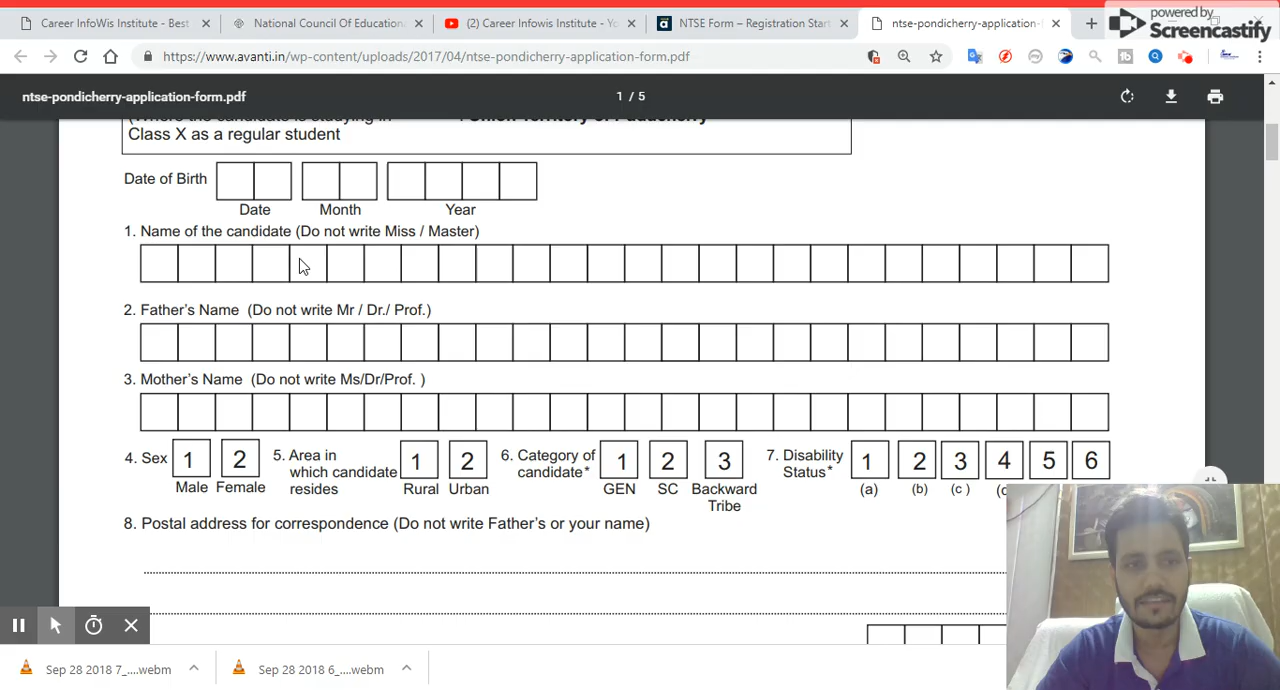 Career InfoWis Institute - Best
National Council Of Educationa
(2) Career Infowis Institute - Yo
NTSE Form – Registration Start
ntse-pondicherry-application-
powered by
Screencastify
https://www.avanti.in/wp-content/uploads/2017/04/ntse-pondicherry-application-form.pdf
ntse-pondicherry-application-form.pdf
1 / 5
Class X as a regular student
Date of Birth
Date
Month
Year
1. Name of the candidate (Do not write Miss / Master)
2. Father's Name (Do not write Mr / Dr./ Prof.)
3. Mother's Name (Do not write Ms/Dr/Prof. )
4. Sex 1 2
Male Female
5. Area in
which candidate
resides
1 2
Rural Urban
6. Category of
candidate*
1 2 3
GEN SC Backward
Tribe
7. Disability
Status*
1 2 3 4 5 6
(a) (b) (c )
8. Postal address for correspondence (Do not write Father's or your name)
Sep 28 2018 7_....webm
Sep 28 2018 6_....webm